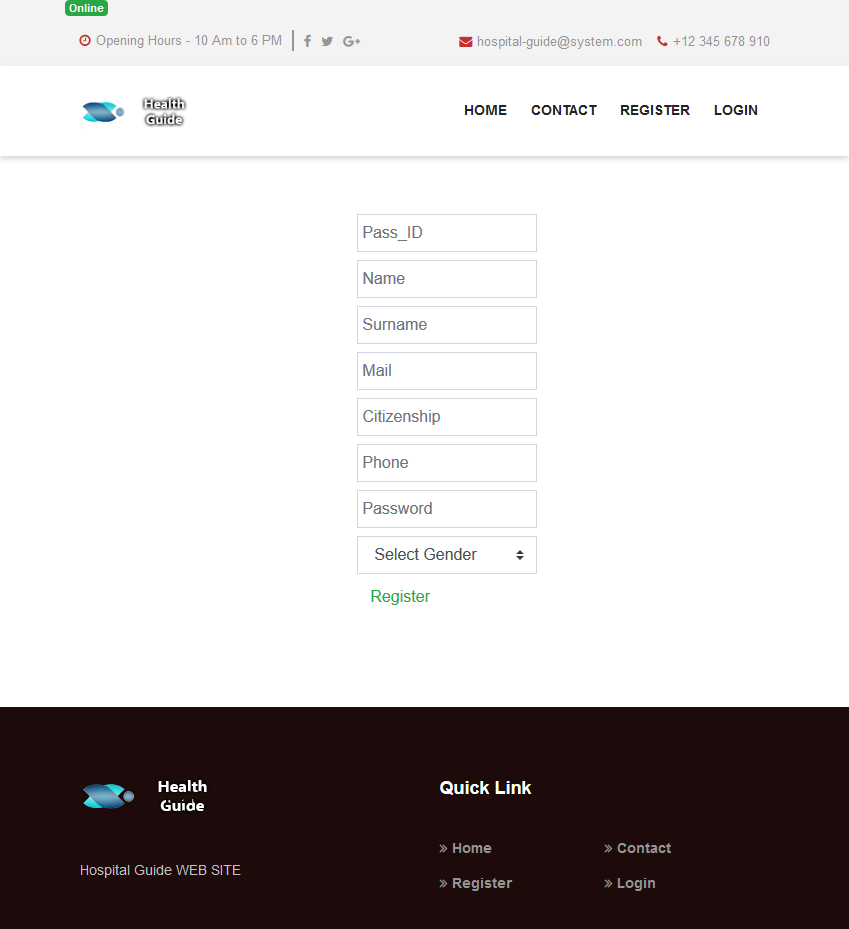 Online
Opening Hours - 10 Am to 6 PM
hospital-guide@system.com
+12 345 678 910
Health
Guide
HOME CONTACT REGISTER LOGIN
Pass_ID
Name
Surname
Mail
Citizenship
Phone
Password
Select Gender
Register
Health
Guide
Hospital Guide WEB SITE
Quick Link
» Home
» Contact
» Register
» Login